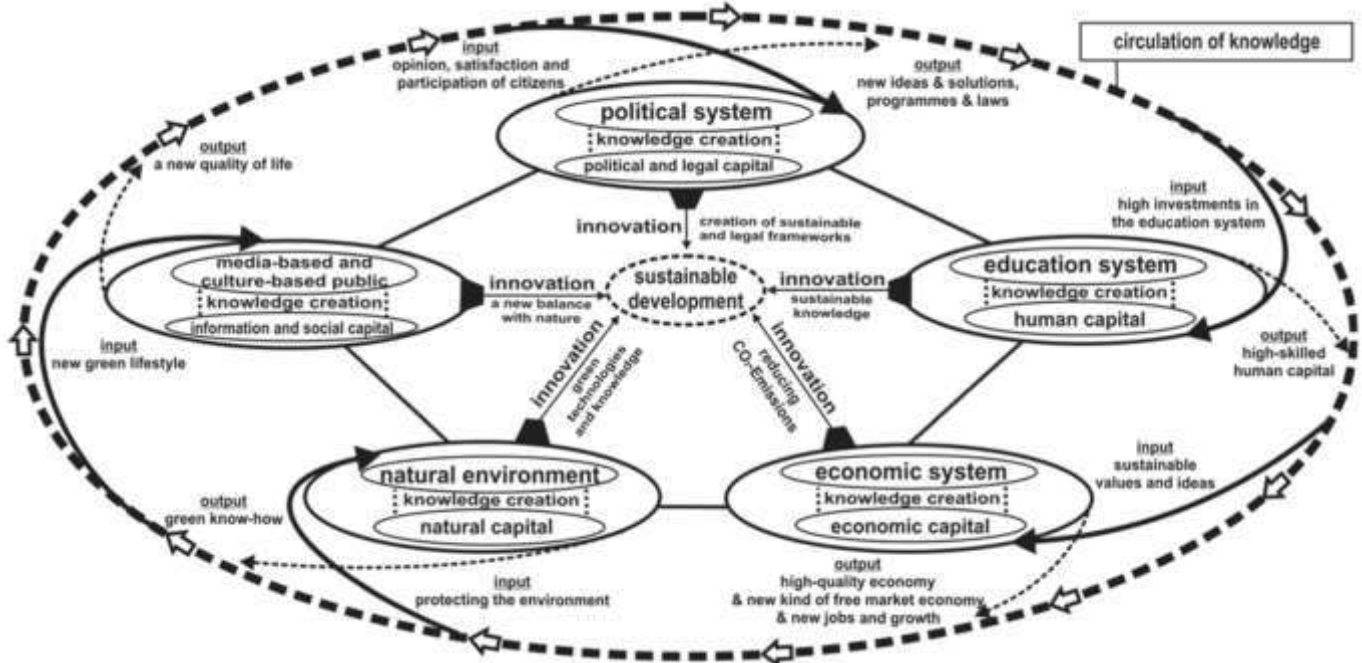 circulation of knowledge
input
opinion, satisfaction and
participation of citizens
output
new ideas & solutions,
programmes & laws
political system
knowledge creation
political and legal capital
output
a new quality of life
input
high investments in
the education system
innovation
creation of sustainable
and legal frameworks
media-based and
culture-based public
knowledge creation
information and social capital
innovation
a new balance
with nature
sustainable
development
innovation
sustainable
knowledge
education system
knowledge creation
human capital
input
new green lifestyle
innovation
green
technologies
and knowledge
innovation
reducing
CO₂-Emissions
output
high-skilled
human capital
natural environment
knowledge creation
natural capital
economic system
knowledge creation
economic capital
input
sustainable
values and ideas
output
green know-how
input
protecting the environment
output
high-quality economy
& new kind of free market economy
& new jobs and growth